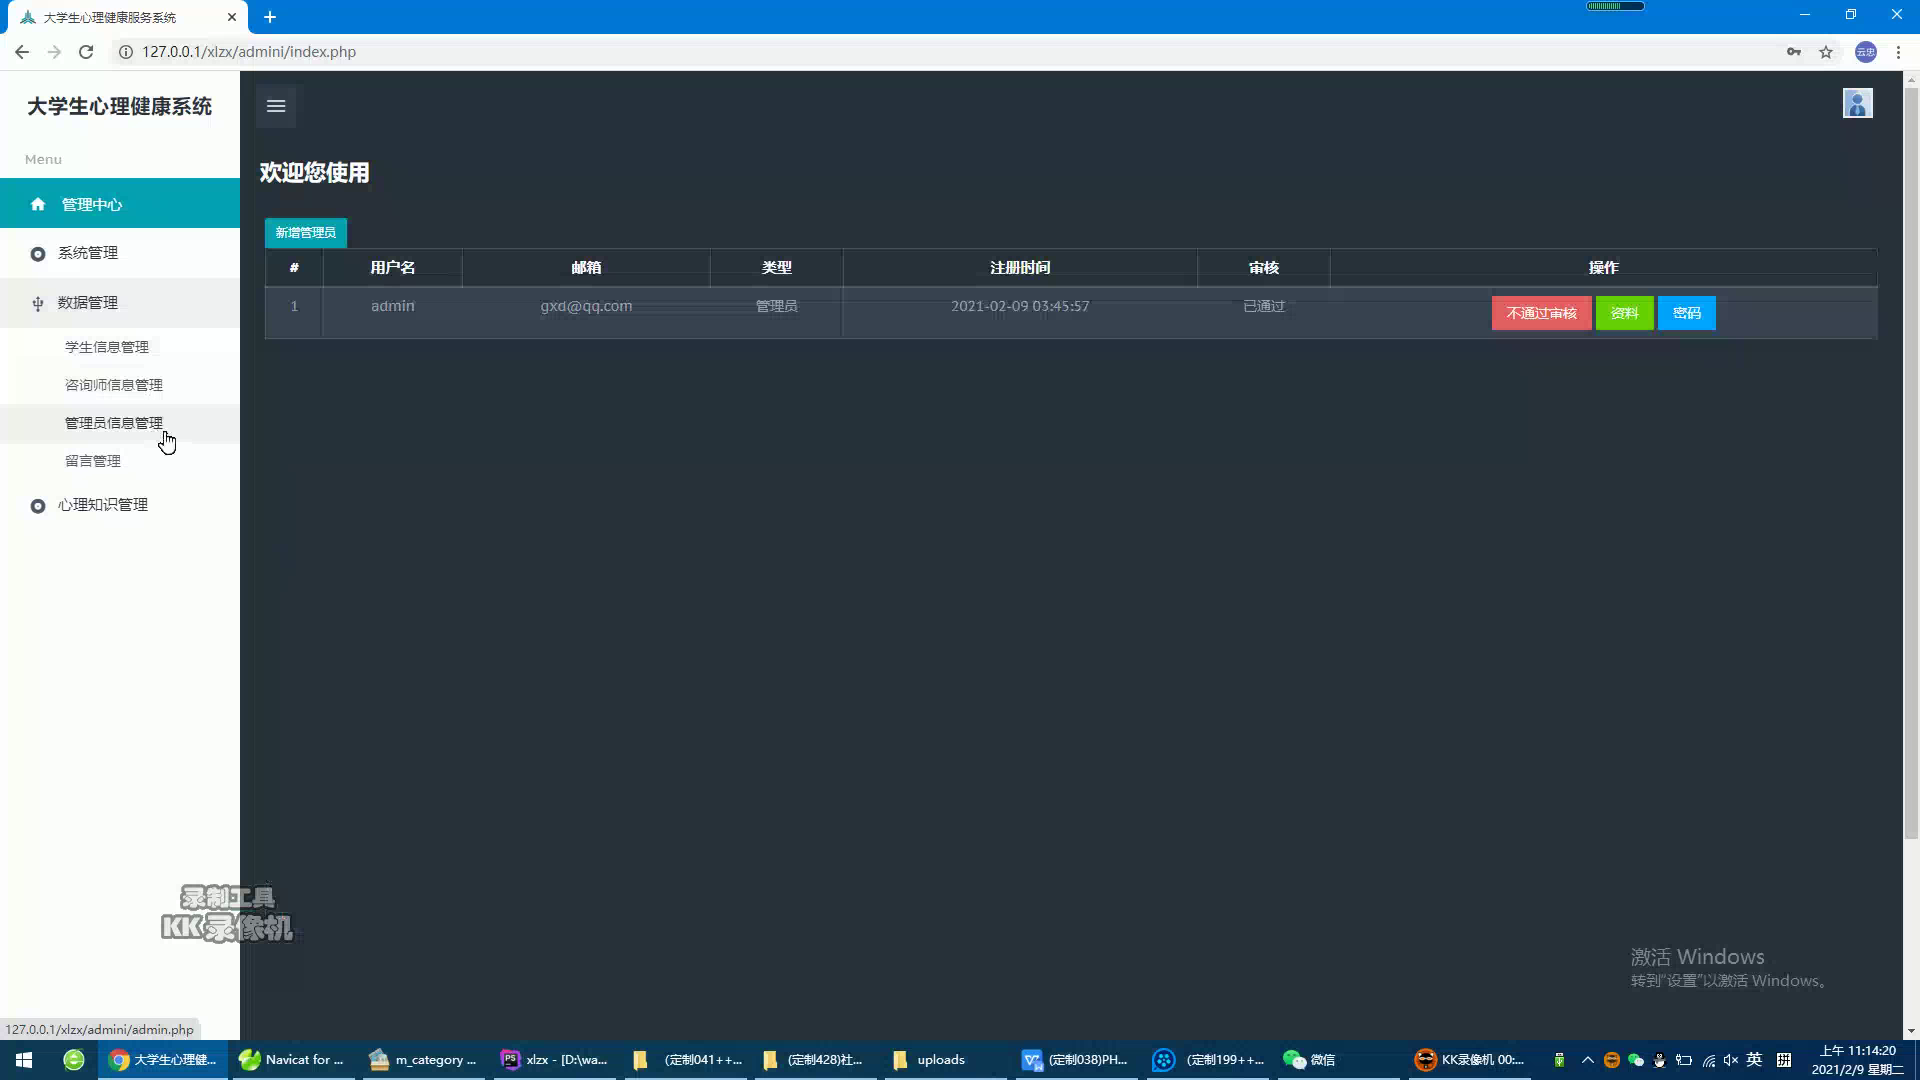 大学生心理健康服务系统
127.0.0.1/xlzx/admini/index.php
云忠
大学生心理健康系统
Menu
管理中心
系统管理
数据管理
学生信息管理
咨询师信息管理
管理员信息管理
留言管理
心理知识管理
欢迎您使用
新增管理员
# 用户名 邮箱 类型 注册时间 审核 操作
1 admin gxd@qq.com 管理员 2021-02-09 03:45:57 已通过 不通过审核 资料 密码
录制工具
KK录像机
激活 Windows
转到"设置"以激活 Windows。
127.0.0.1/xlzx/admini/admin.php
大学生心理健... Navicat for ... m_category ... xlzx - [D:\wa... (定制041++... (定制428)社... uploads (定制038)PH... (定制199++... 微信 KK录像机 00:... 英 拼
上午 11:14:20
2021/2/9 星期二